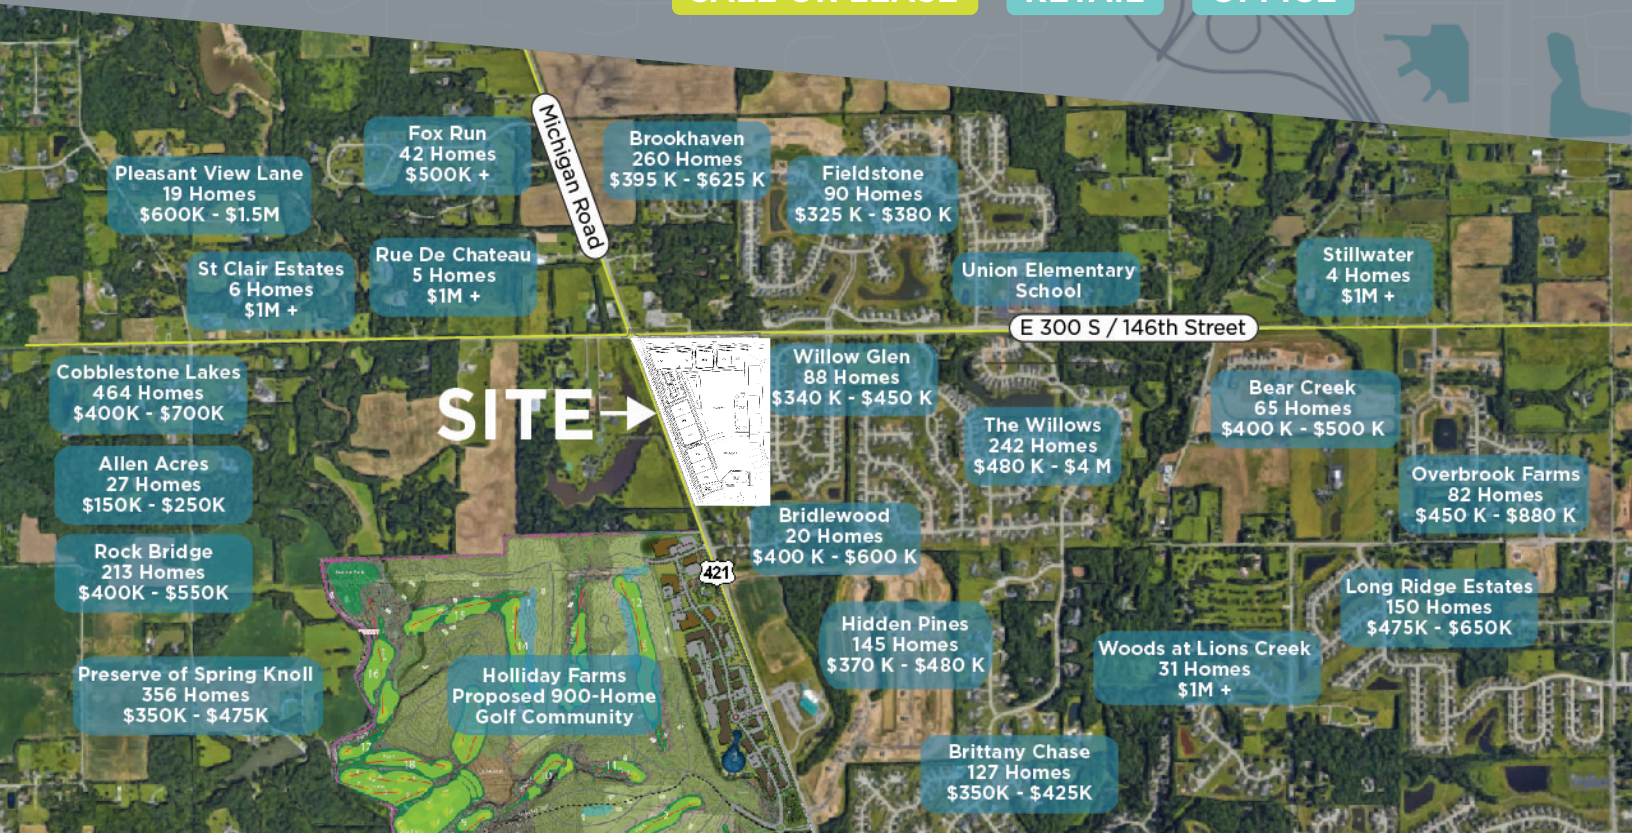 RETAIL
OFFICE
Michigan Road
Fox Run
42 Homes
$500K +
Brookhaven
260 Homes
$395 K - $625 K
Pleasant View Lane
19 Homes
$600K - $1.5M
Fieldstone
90 Homes
$325 K - $380 K
St Clair Estates
6 Homes
$1M +
Rue De Chateau
5 Homes
$1M +
Union Elementary
School
Stillwater
4 Homes
$1M +
E 300 S / 146th Street
Cobblestone Lakes
464 Homes
$400K - $700K
SITE
Willow Glen
88 Homes
$340 K - $450 K
The Willows
242 Homes
$480 K - $4 M
Bear Creek
65 Homes
$400 K - $500 K
Allen Acres
27 Homes
$150K - $250K
Overbrook Farms
82 Homes
$450 K - $880 K
Bridlewood
20 Homes
$400 K - $600 K
Rock Bridge
213 Homes
$400K - $550K
421
Long Ridge Estates
150 Homes
$475K - $650K
Hidden Pines
145 Homes
$370 K - $480 K
Woods at Lions Creek
31 Homes
$1M +
Preserve of Spring Knoll
356 Homes
$350K - $475K
Holliday Farms
Proposed 900-Home
Golf Community
12
14
16
17
18
Brittany Chase
127 Homes
$350K - $425K